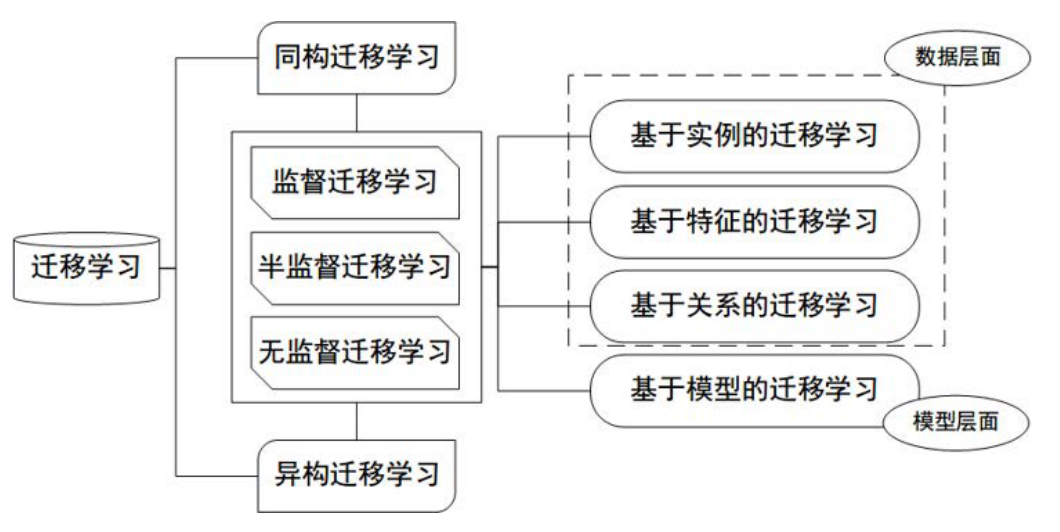 同构迁移学习
数据层面
基于实例的迁移学习
监督迁移学习
基于特征的迁移学习
迁移学习
半监督迁移学习
基于关系的迁移学习
无监督迁移学习
基于模型的迁移学习
模型层面
异构迁移学习